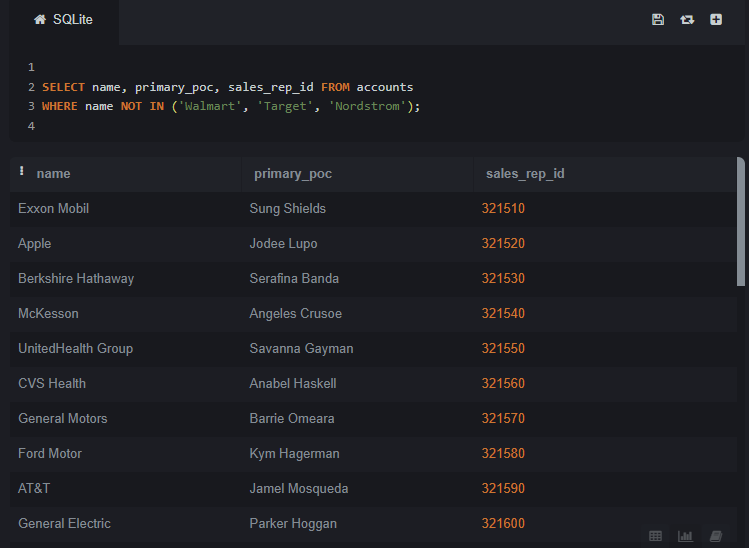 SQLite
1
2 SELECT name, primary_poc, sales_rep_id FROM accounts
3 WHERE name NOT IN ('Walmart', 'Target', 'Nordstrom');
4
name primary_poc sales_rep_id
Exxon Mobil Sung Shields 321510
Apple Jodee Lupo 321520
Berkshire Hathaway Serafina Banda 321530
McKesson Angeles Crusoe 321540
UnitedHealth Group Savanna Gayman 321550
CVS Health Anabel Haskell 321560
General Motors Barrie Omeara 321570
Ford Motor Kym Hagerman 321580
AT&T Jamel Mosqueda 321590
General Electric Parker Hoggan 321600